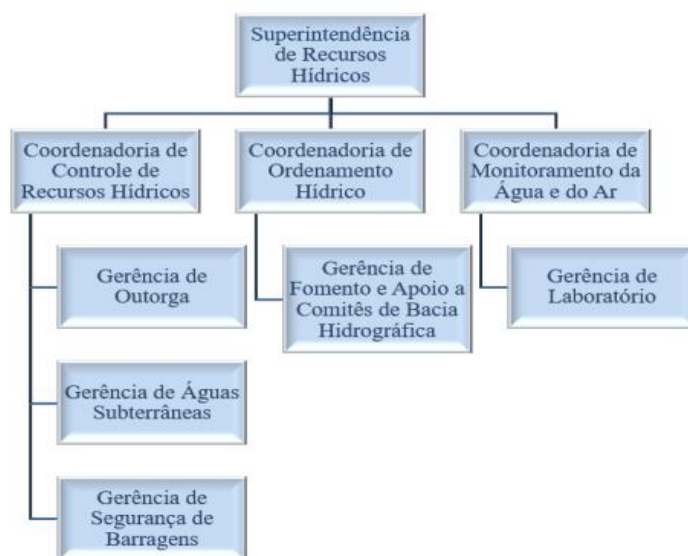 Superintendência
de Recursos
Hídricos
Coordenadoria de
Controle de
Recursos Hídricos
Coordenadoria de
Ordenamento
Hídrico
Coordenadoria de
Monitoramento da
Água e do Ar
Gerência de
Outorga
Gerência de Águas
Subterrâneas
Gerência de
Segurança de
Barragens
Gerência de
Fomento e Apoio a
Comitês de Bacia
Hidrográfica
Gerência de
Laboratório